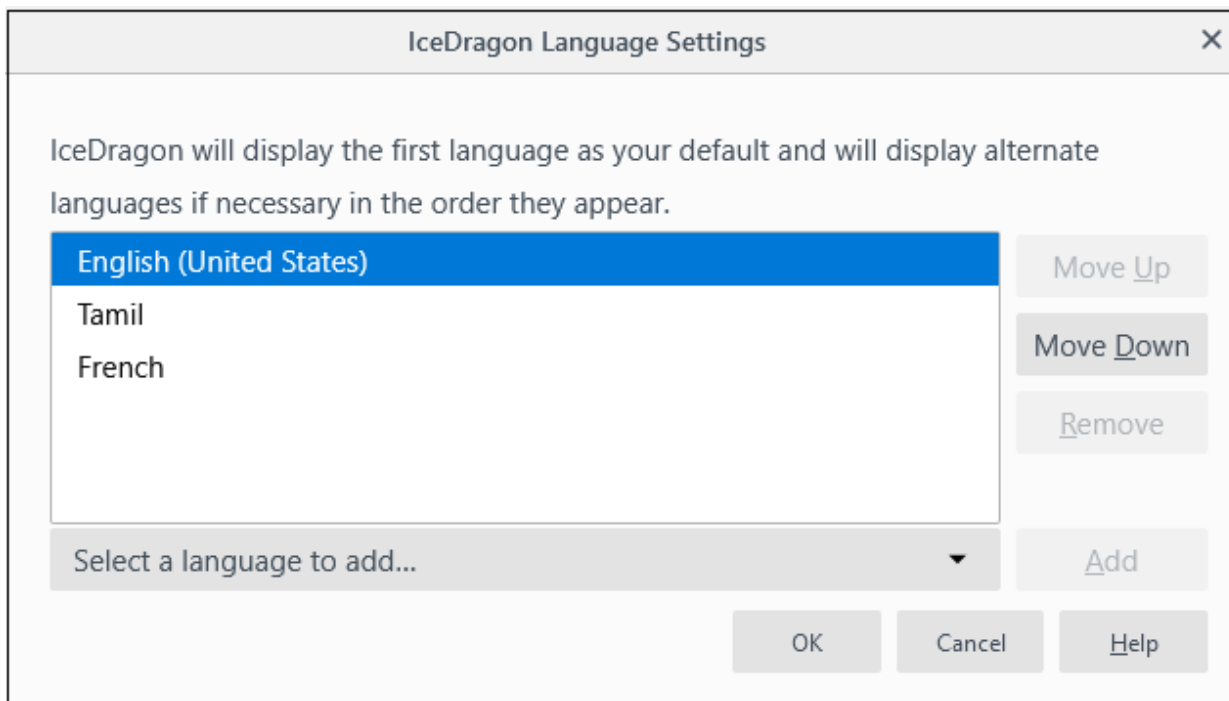 IceDragon Language Settings
×
IceDragon will display the first language as your default and will display alternate
languages if necessary in the order they appear.
English (United States)
Move Up
Tamil
Move Down
French
Remove
Select a language to add...
Add
OK
Cancel
Help